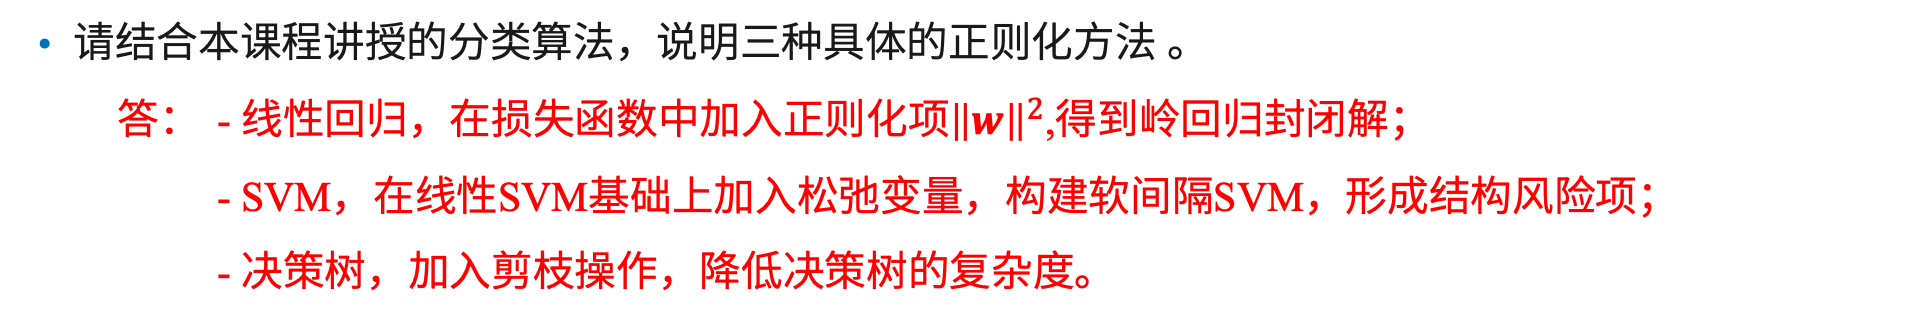 • 请结合本课程讲授的分类算法，说明三种具体的正则化方法 。
答： - 线性回归，在损失函数中加入正则化项||w||²,得到岭回归封闭解；
- SVM，在线性SVM基础上加入松弛变量，构建软间隔SVM，形成结构风险项；
- 决策树，加入剪枝操作，降低决策树的复杂度。